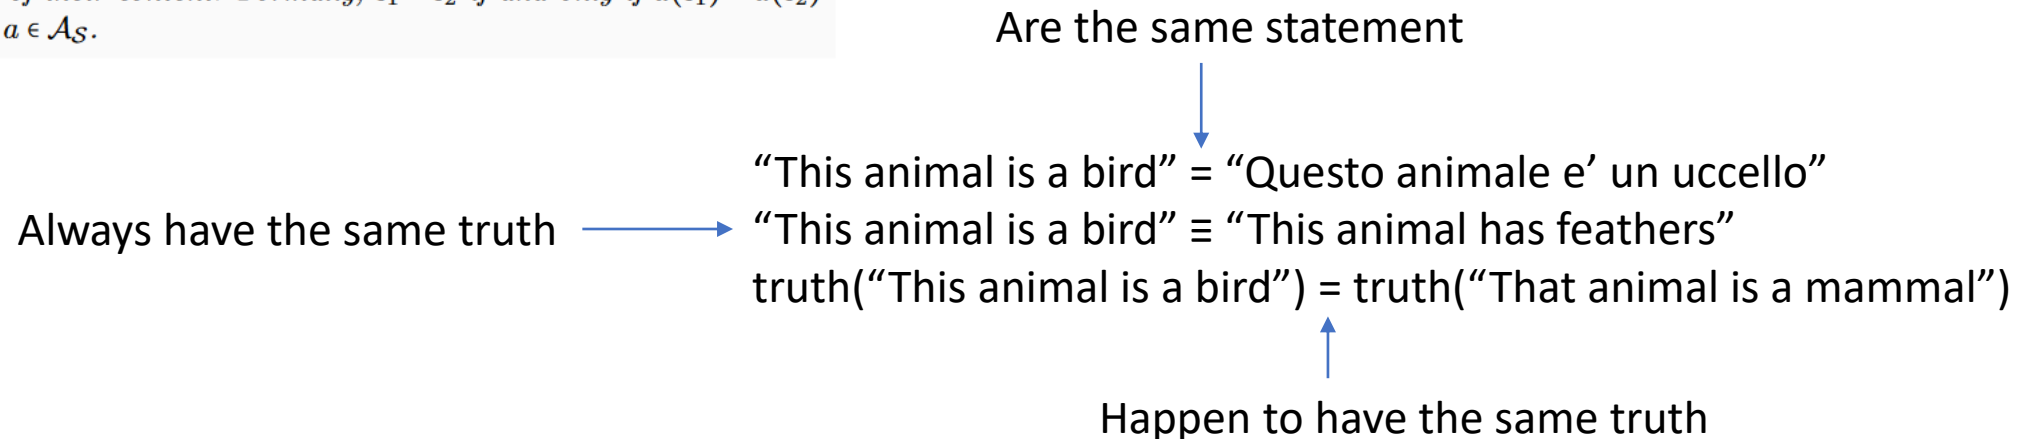 a ∈ 𝒜𝒮.
Are the same statement
“This animal is a bird” = “Questo animale e’ un uccello”
Always have the same truth
“This animal is a bird” ≡ “This animal has feathers”
truth(“This animal is a bird”) = truth(“That animal is a mammal”)
Happen to have the same truth